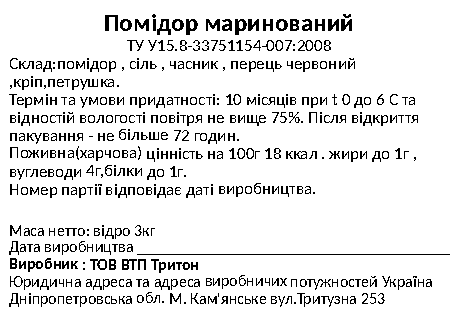 Помідор маринований
ТУ У15.8-33751154-007:2008
Склад:помідор , сіль , часник , перець червоний
,кріп,петрушка.
Термін та умови придатності: 10 місяців при t 0 до 6 С та
відностій вологості повітря не вище 75%. Після відкриття
пакування - не більше 72 годин.
Поживна(харчова) цінність на 100г 18 ккал . жири до 1г ,
вуглеводи 4г,білки до 1г.
Номер партії відповідає даті виробництва.
Маса нетто: відро 3кг
Дата виробництва
Виробник : ТОВ ВТП Тритон
Юридична адреса та адреса виробничих потужностей Україна
Дніпропетровська обл. М. Кам'янське вул.Тритузна 253